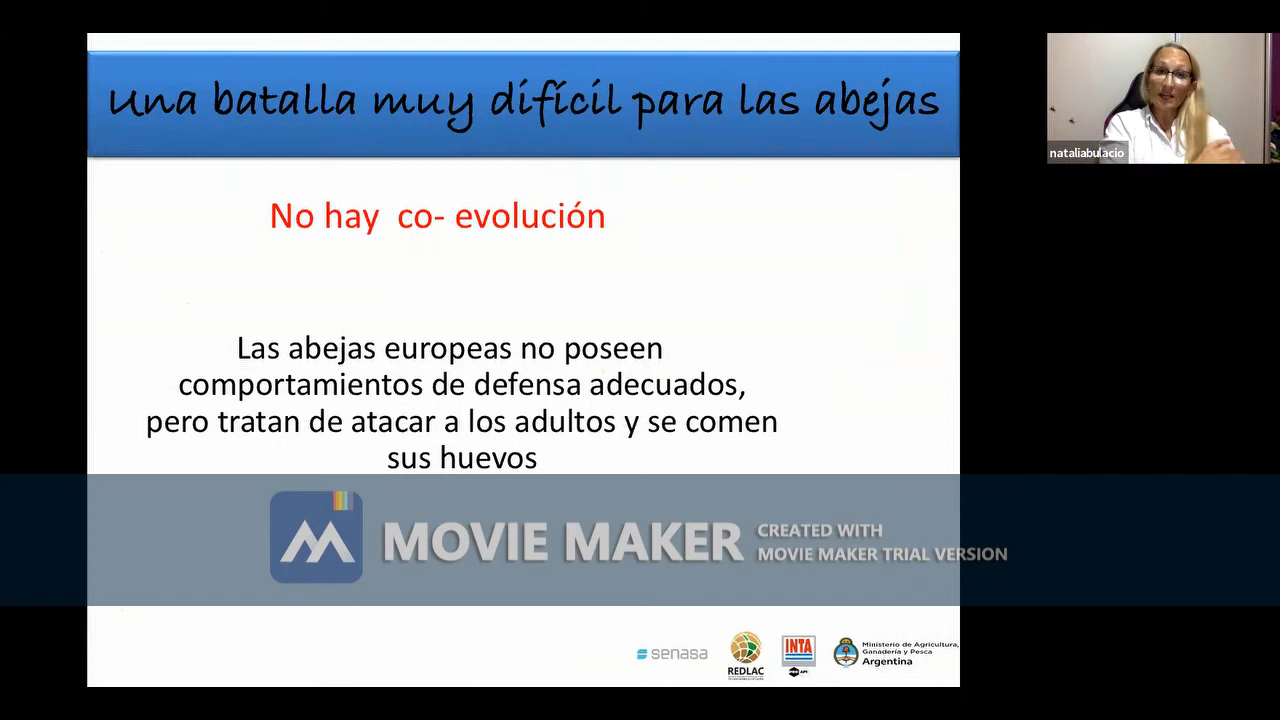 Una batalla muy difícil para las abejas
nataliabulacio
No hay co- evolución
Las abejas europeas no poseen
comportamientos de defensa adecuados,
pero tratan de atacar a los adultos y se comen
sus huevos
MOVIE MAKER
CREATED WITH
MOVIE MAKER TRIAL VERSION
senasa
REDLAC
INTA
Ministerio de Agricultura,
Ganadería y Pesca
Argentina